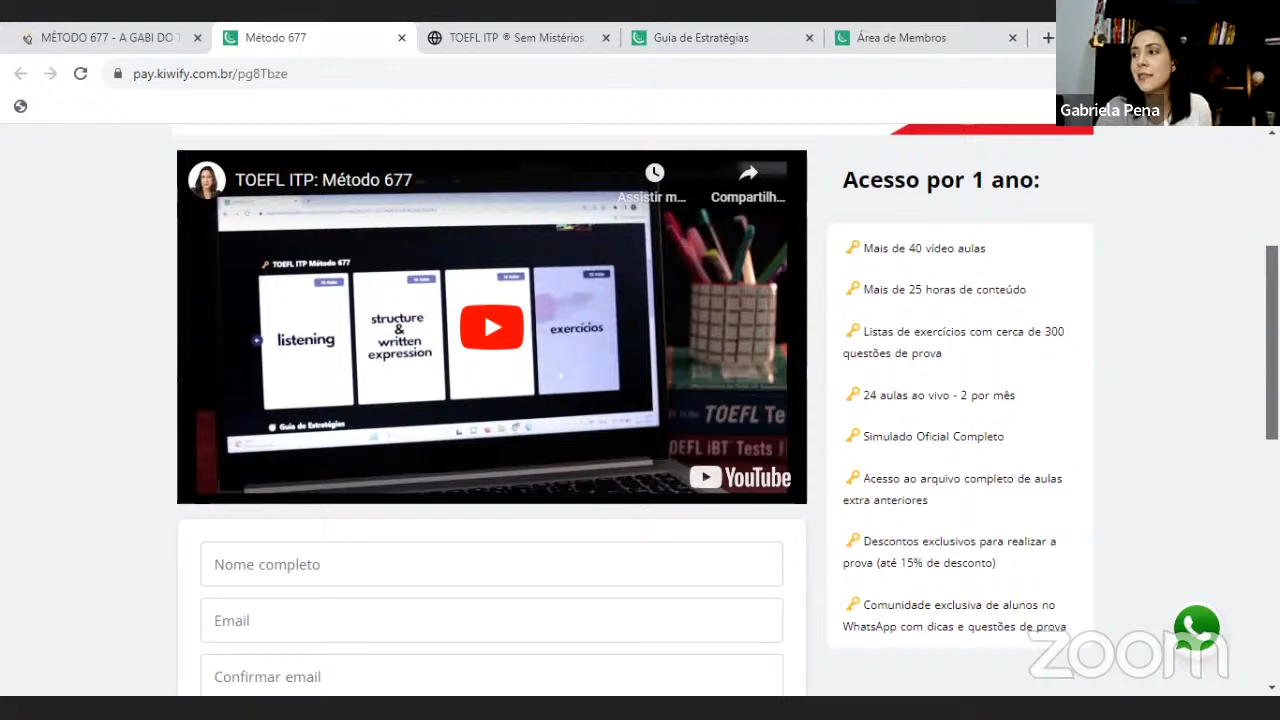 MÉTODO 677 - A GABI DO T
Método 677
TOEFL ITP ® Sem Mistérios
Guia de Estratégias
Área de Membros
pay.kiwify.com.br/pg8Tbze
Gabriela Pena
TOEFL ITP: Método 677
Assistir m...
Compartilh...
TOEFL ITP Método 677
listening
structure
&
written
expression
exercícios
Guia de Estratégias
TOEFL Te
OEFL iBT Tests
YouTube
Nome completo
Email
Confirmar email
Acesso por 1 ano:
Mais de 40 vídeo aulas
Mais de 25 horas de conteúdo
Listas de exercícios com cerca de 300
questões de prova
24 aulas ao vivo - 2 por mês
Simulado Oficial Completo
Acesso ao arquivo completo de aulas
extra anteriores
Descontos exclusivos para realizar a
prova (até 15% de desconto)
Comunidade exclusiva de alunos no
WhatsApp com dicas e questões de prova
zoom